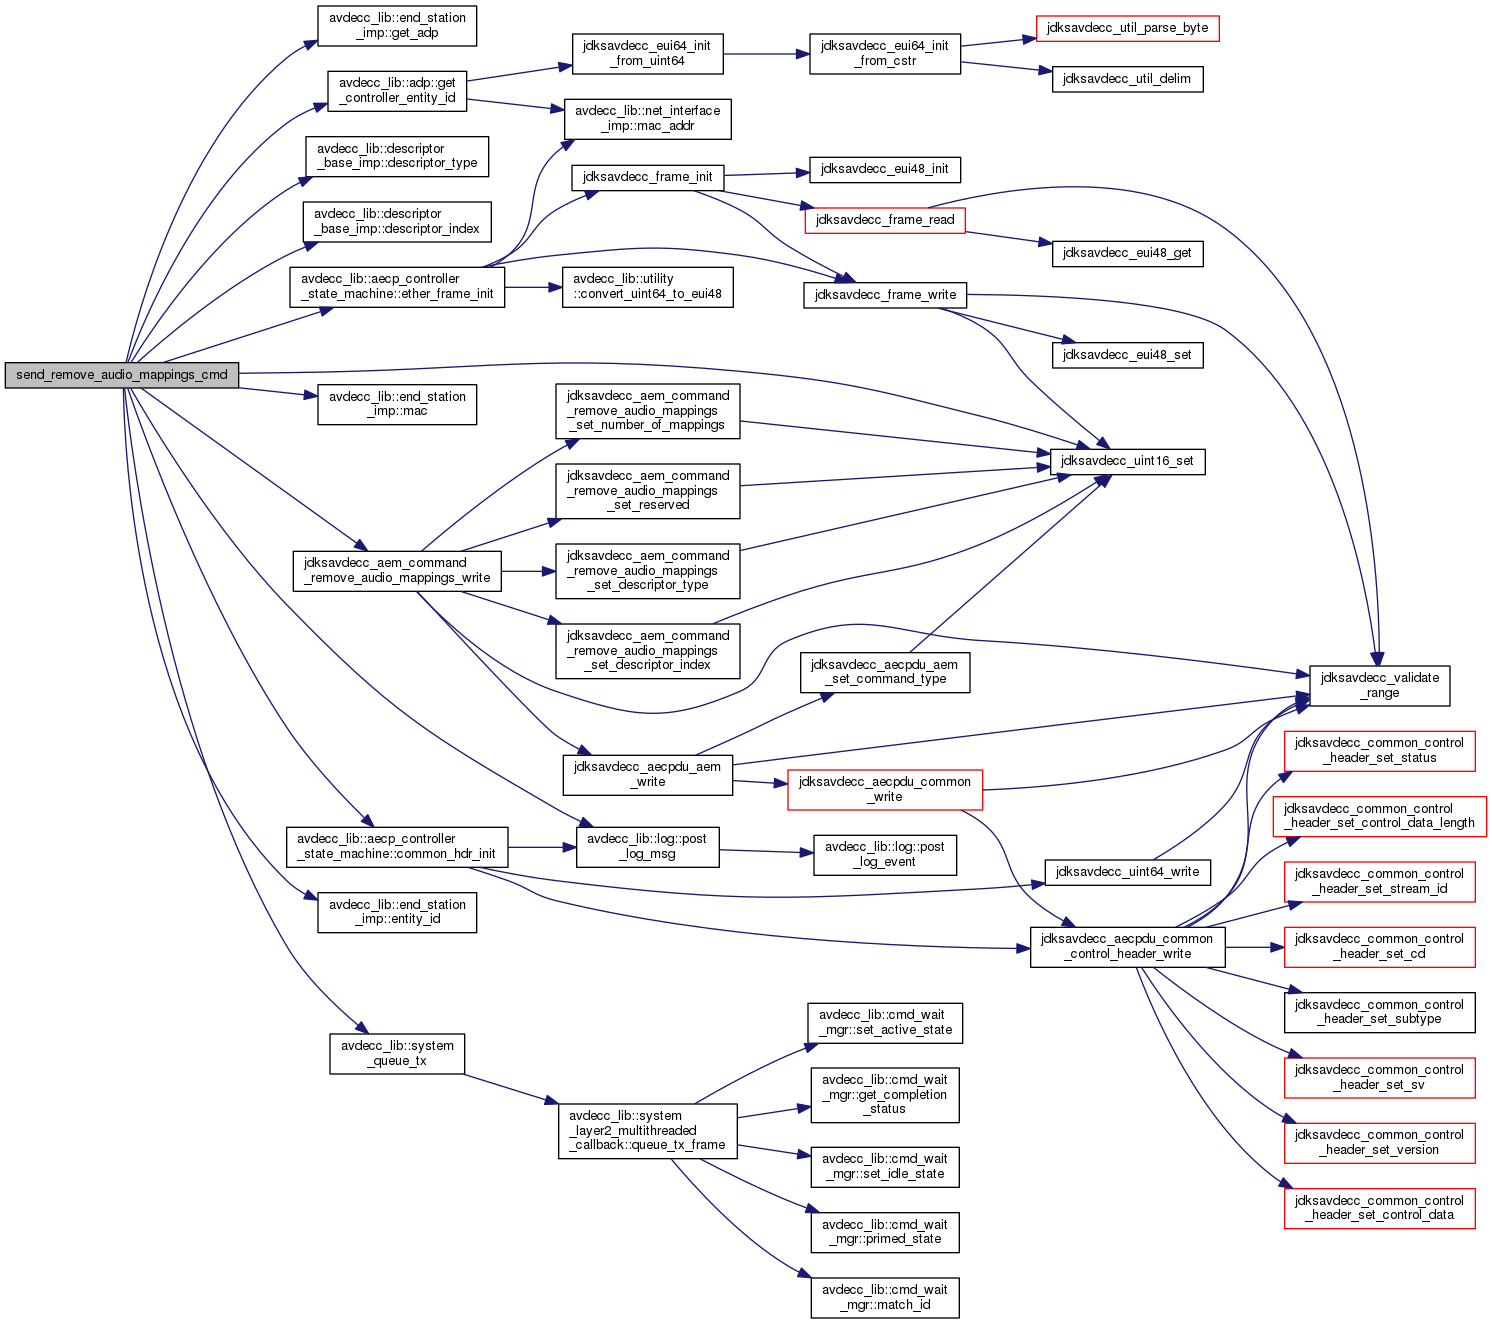 send_remove_audio_mappings_cmd
avdecc_lib::end_station
_imp::get_adp
avdecc_lib::adp::get
_controller_entity_id
avdecc_lib::descriptor
_base_imp::descriptor_type
avdecc_lib::descriptor
_base_imp::descriptor_index
avdecc_lib::aecp_controller
_state_machine::ether_frame_init
avdecc_lib::end_station
_imp::mac
jdksavdecc_aem_command
_remove_audio_mappings_write
avdecc_lib::aecp_controller
_state_machine::common_hdr_init
avdecc_lib::end_station
_imp::entity_id
avdecc_lib::system
_queue_tx
jdksavdecc_eui64_init
_from_uint64
avdecc_lib::net_interface
_imp::mac_addr
jdksavdecc_frame_init
avdecc_lib::utility
::convert_uint64_to_eui48
jdksavdecc_aem_command
_remove_audio_mappings
_set_number_of_mappings
jdksavdecc_aem_command
_remove_audio_mappings
_set_reserved
jdksavdecc_aem_command
_remove_audio_mappings
_set_descriptor_type
jdksavdecc_aem_command
_remove_audio_mappings
_set_descriptor_index
jdksavdecc_aecpdu_aem
_write
avdecc_lib::log::post
_log_msg
avdecc_lib::system
_layer2_multithreaded
_callback::queue_tx_frame
jdksavdecc_eui64_init
_from_cstr
jdksavdecc_eui48_init
jdksavdecc_frame_read
jdksavdecc_frame_write
jdksavdecc_aecpdu_aem
_set_command_type
jdksavdecc_aecpdu_common
_write
avdecc_lib::log::post
_log_event
avdecc_lib::cmd_wait
_mgr::set_active_state
avdecc_lib::cmd_wait
_mgr::get_completion
_status
avdecc_lib::cmd_wait
_mgr::set_idle_state
avdecc_lib::cmd_wait
_mgr::primed_state
avdecc_lib::cmd_wait
_mgr::match_id
jdksavdecc_util_parse_byte
jdksavdecc_util_delim
jdksavdecc_eui48_get
jdksavdecc_eui48_set
jdksavdecc_uint16_set
jdksavdecc_uint64_write
jdksavdecc_aecpdu_common
_control_header_write
jdksavdecc_validate
_range
jdksavdecc_common_control
_header_set_status
jdksavdecc_common_control
_header_set_control_data_length
jdksavdecc_common_control
_header_set_stream_id
jdksavdecc_common_control
_header_set_cd
jdksavdecc_common_control
_header_set_subtype
jdksavdecc_common_control
_header_set_sv
jdksavdecc_common_control
_header_set_version
jdksavdecc_common_control
_header_set_control_data